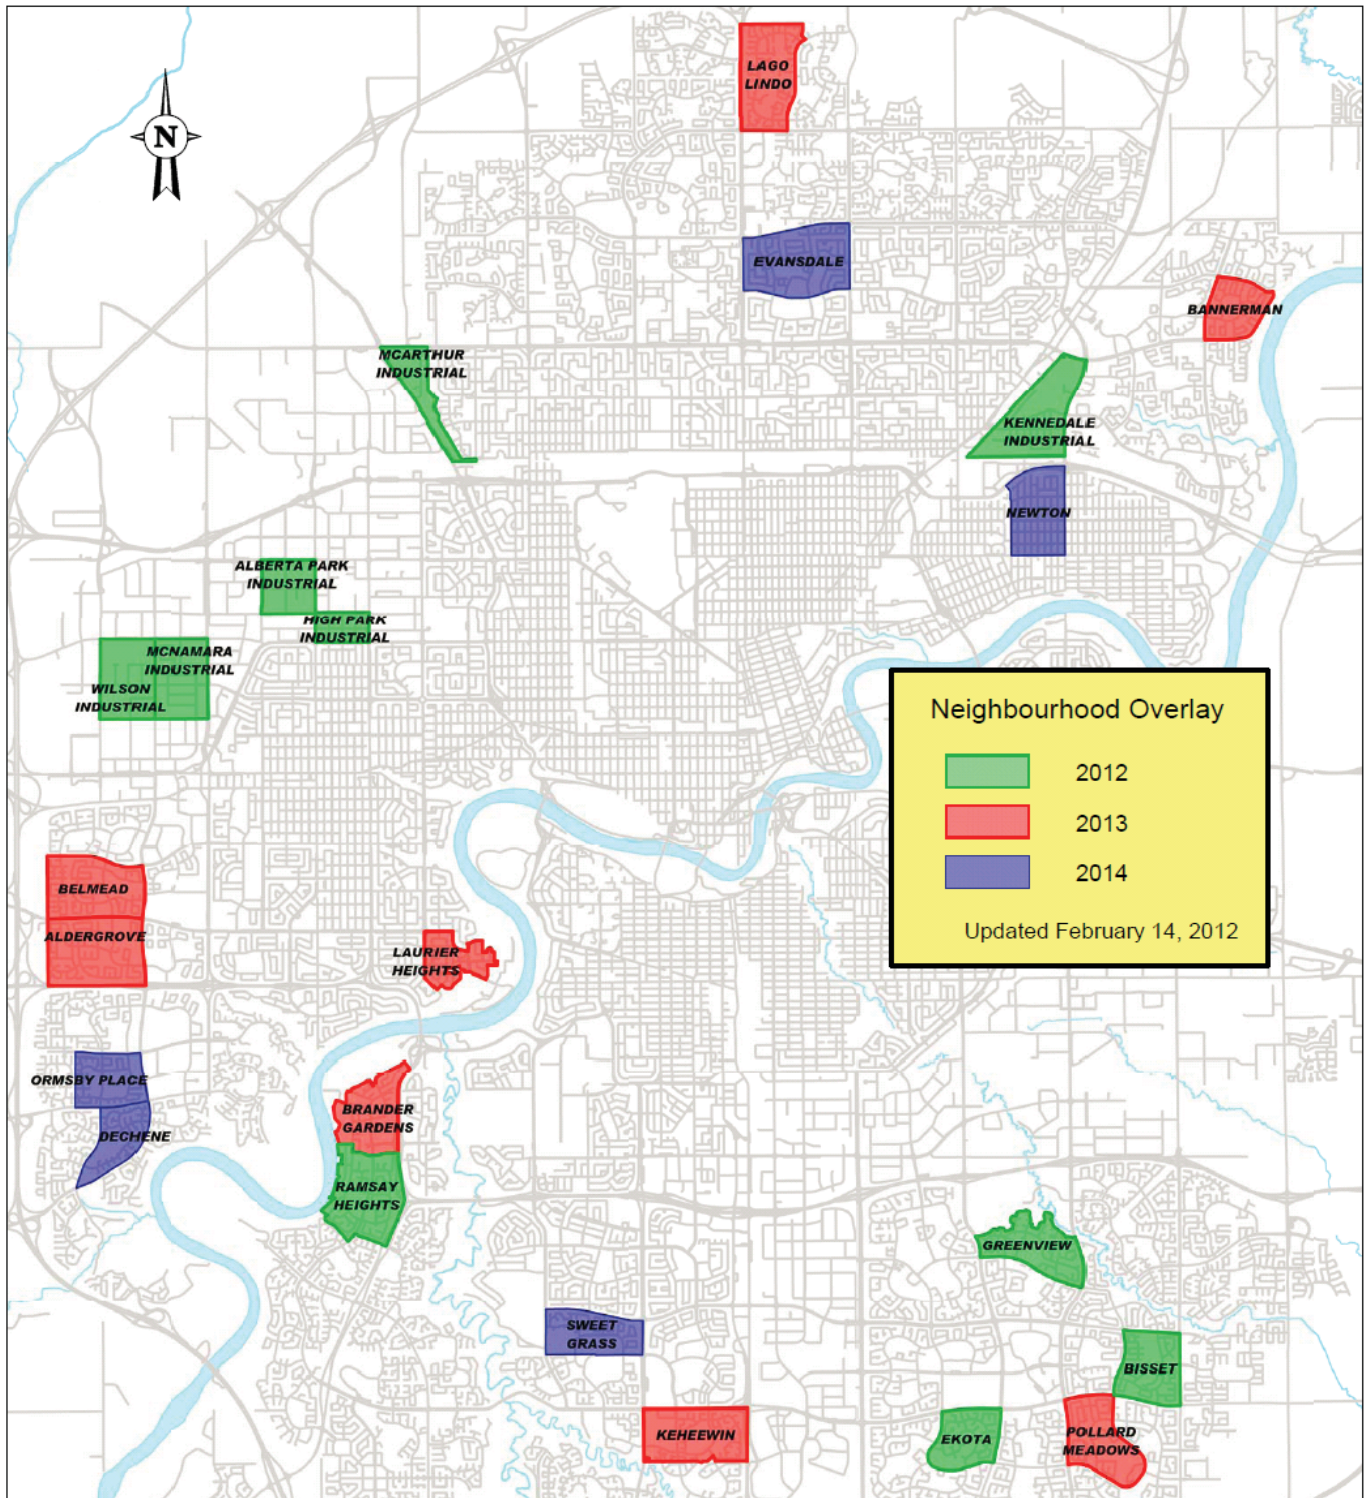 LAGO
LINDO
N
EVANSDALE
BANNERMAN
MCARTHUR
INDUSTRIAL
KENNEDALE
INDUSTRIAL
NEWTON
ALBERTA PARK
INDUSTRIAL
HIGH PARK
INDUSTRIAL
MCNAMARA
INDUSTRIAL
WILSON
INDUSTRIAL
Neighbourhood Overlay
2012
2013
2014
Updated February 14, 2012
BELMEAD
ALDERGROVE
LAURIER
HEIGHTS
ORMSBY PLACE
DECHENE
BRANDER
GARDENS
RAMSAY
HEIGHTS
GREENVIEW
SWEET
GRASS
BISSET
KEHEEWIN
EKOTA
POLLARD
MEADOWS